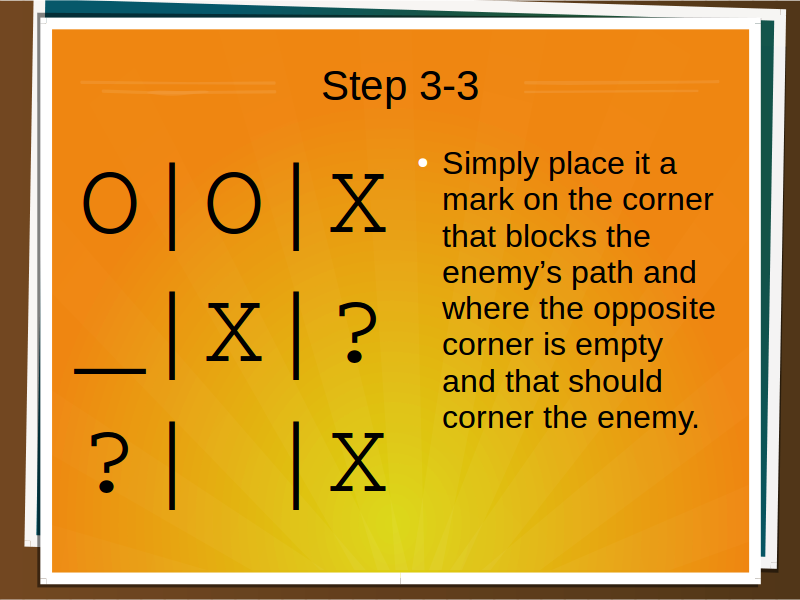 Step 3-3
O | O | X
_ | X | ?
? |   | X
• Simply place it a
mark on the corner
that blocks the
enemy’s path and
where the opposite
corner is empty
and that should
corner the enemy.